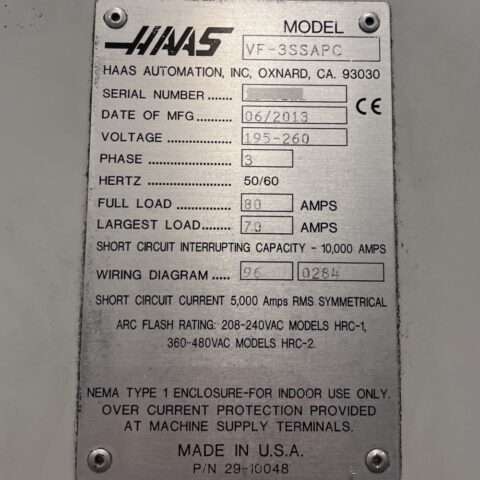 HAAS
MODEL
VF-3SSAPC
HAAS AUTOMATION, INC, OXNARD, CA. 93030
SERIAL NUMBER ......
DATE OF MFG ......... 06/2013
VOLTAGE ................ 195-260
PHASE .................... 3
HERTZ 50/60
FULL LOAD ........... 80 AMPS
LARGEST LOAD ...... 70 AMPS
SHORT CIRCUIT INTERRUPTING CAPACITY - 10,000 AMPS
WIRING DIAGRAM ..... 96 0284
SHORT CIRCUIT CURRENT 5,000 Amps RMS SYMMETRICAL
ARC FLASH RATING: 208-240VAC MODELS HRC-1,
360-480VAC MODELS HRC-2.
NEMA TYPE 1 ENCLOSURE-FOR INDOOR USE ONLY.
OVER CURRENT PROTECTION PROVIDED
AT MACHINE SUPPLY TERMINALS.
MADE IN U.S.A.
P/N 29-10048
CE